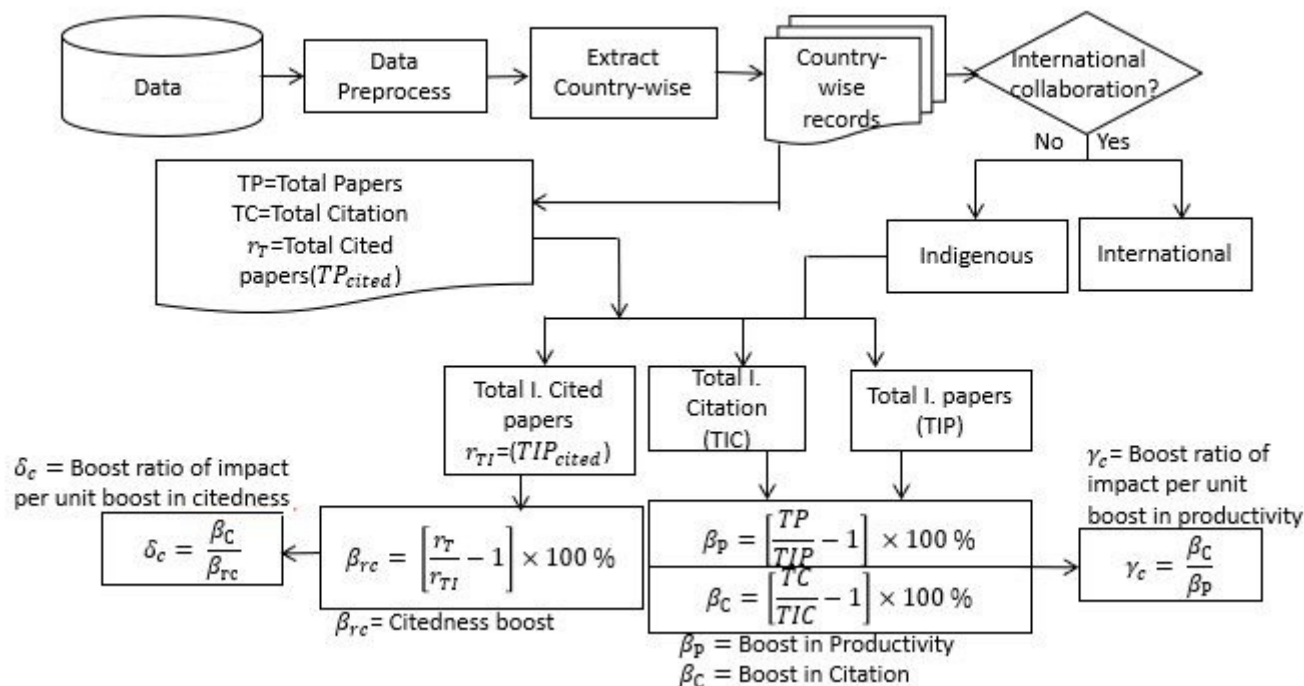 Data
Data
Preprocess
Extract
Country-wise
Country-
wise
records
International
collaboration?
No
Yes
TP=Total Papers
TC=Total Citation
r_T=Total Cited
papers(TP_cited)
Indigenous
International
Total I. Cited
papers
r_TI=(TIP_cited)
Total I.
Citation
(TIC)
Total I. papers
(TIP)
δ_c = Boost ratio of impact
per unit boost in citedness
δ_c = β_C / β_rc
β_rc = [r_T / r_TI − 1] × 100 %
β_rc= Citedness boost
β_P = [TP / TIP − 1] × 100 %
β_C = [TC / TIC − 1] × 100 %
β_P = Boost in Productivity
β_C = Boost in Citation
γ_c= Boost ratio of
impact per unit
boost in productivity
γ_c = β_C / β_P